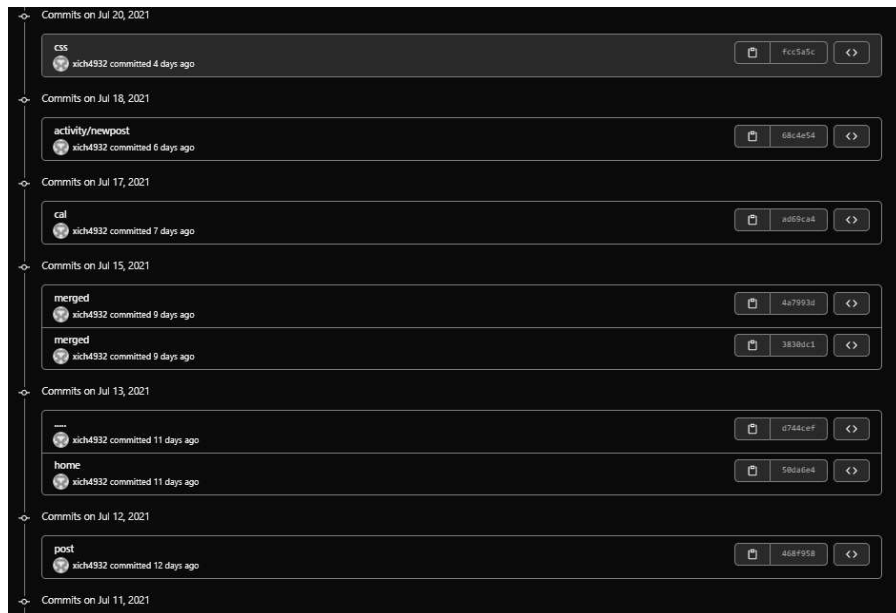 Commits on Jul 20, 2021
css
xich4932 committed 4 days ago
fcc5a5c
Commits on Jul 18, 2021
activity/newpost
xich4932 committed 6 days ago
68c4e54
Commits on Jul 17, 2021
cal
xich4932 committed 7 days ago
ad69ca4
Commits on Jul 15, 2021
merged
xich4932 committed 9 days ago
4a7993d
merged
xich4932 committed 9 days ago
3830dc1
Commits on Jul 13, 2021
.....
xich4932 committed 11 days ago
d744cef
home
xich4932 committed 11 days ago
50da6e4
Commits on Jul 12, 2021
post
xich4932 committed 12 days ago
468f958
Commits on Jul 11, 2021